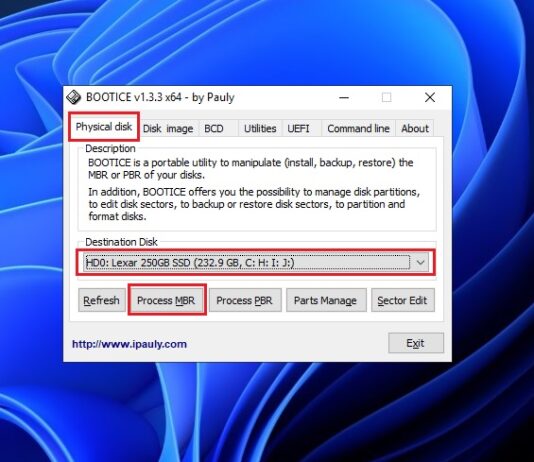 BOOTICE v1.3.3 x64 - by Pauly
Physical disk Disk image BCD Utilities UEFI Command line About
Description
BOOTICE is a portable utility to manipulate (install, backup, restore) the
MBR or PBR of your disks.
In addition, BOOTICE offers you the possibility to manage disk partitions,
to edit disk sectors, to backup or restore disk sectors, to partition and
format disks.
Destination Disk
HD0: Lexar 250GB SSD (232.9 GB, C: H: I: J:)
Refresh Process MBR Process PBR Parts Manage Sector Edit
http://www.ipauly.com Exit